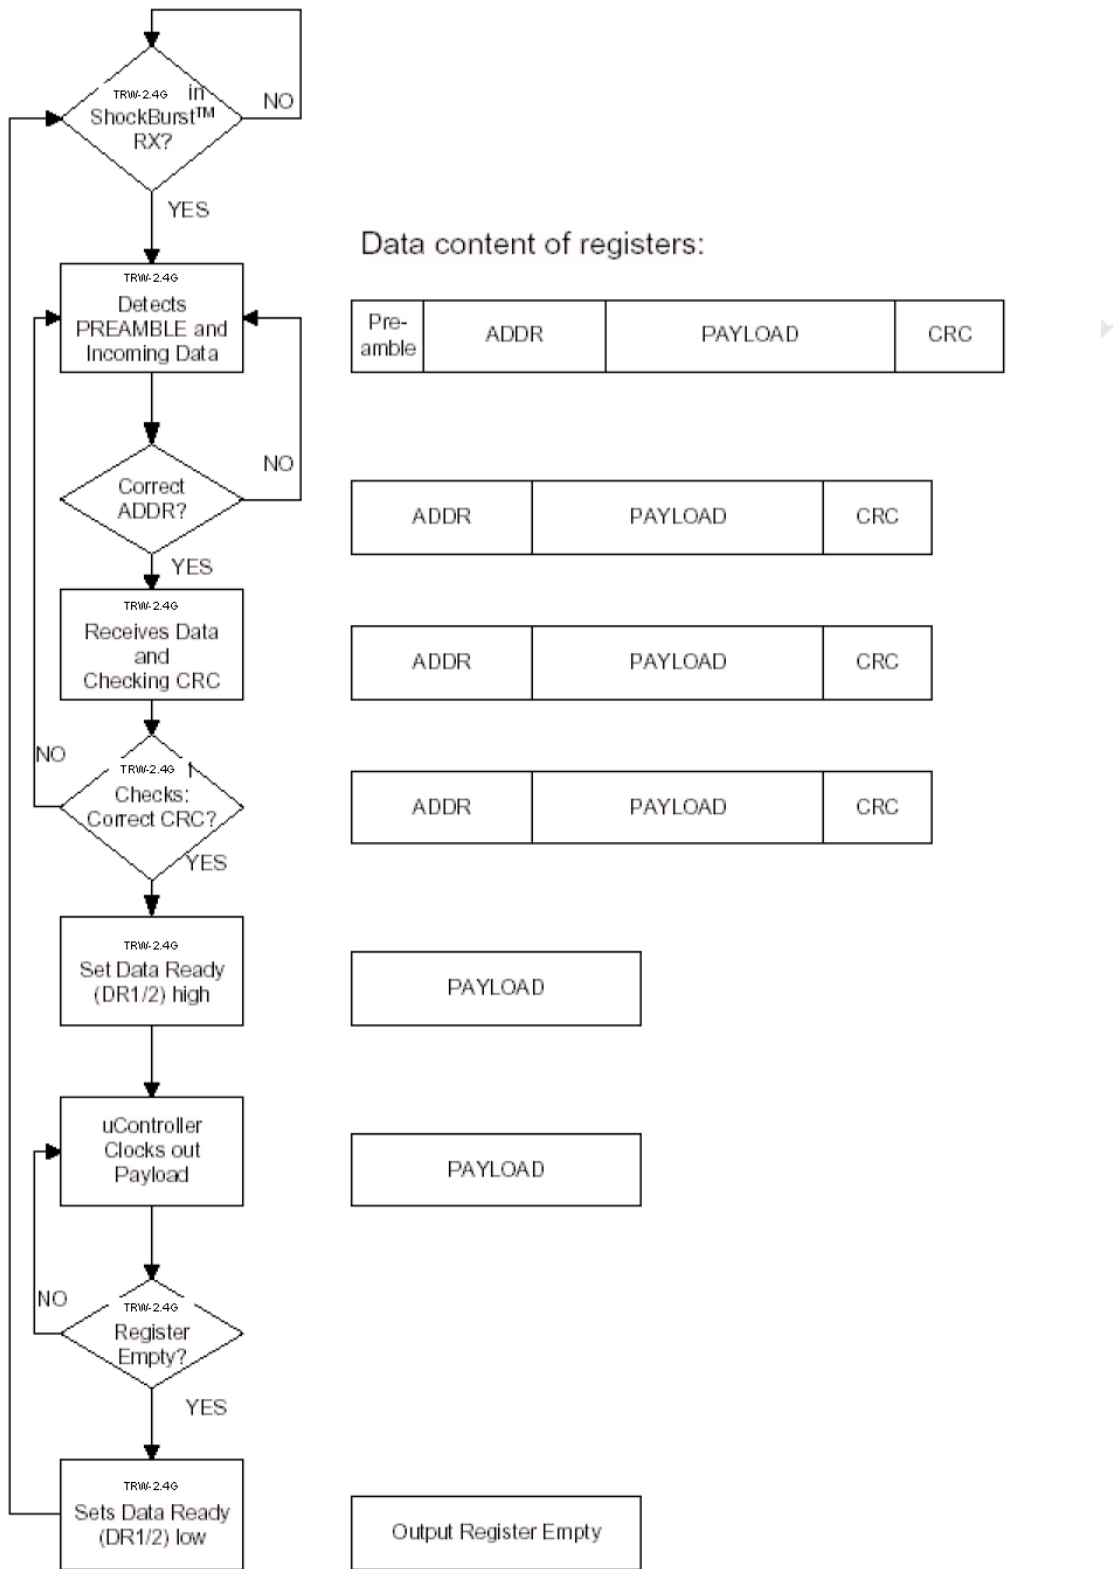 TRW-2.4G in
ShockBurst™
RX?
NO
YES
Data content of registers:
TRW-2.4G
Detects
PREAMBLE and
Incoming Data
Pre-
amble
ADDR
PAYLOAD
CRC
NO
Correct
ADDR?
ADDR
PAYLOAD
CRC
YES
TRW-2.4G
Receives Data
and
Checking CRC
ADDR
PAYLOAD
CRC
NO
TRW-2.4G
Checks:
Correct CRC?
ADDR
PAYLOAD
CRC
YES
TRW-2.4G
Set Data Ready
(DR1/2) high
PAYLOAD
uController
Clocks out
Payload
PAYLOAD
NO
TRW-2.4G
Register
Empty?
YES
TRW-2.4G
Sets Data Ready
(DR1/2) low
Output Register Empty